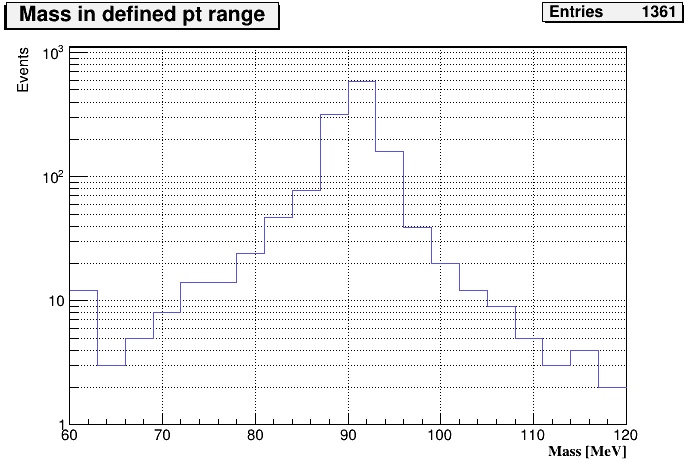 Mass in defined pt range
Entries 1361
Events
10³
10²
10
1
60 70 80 90 100 110 120
Mass [MeV]